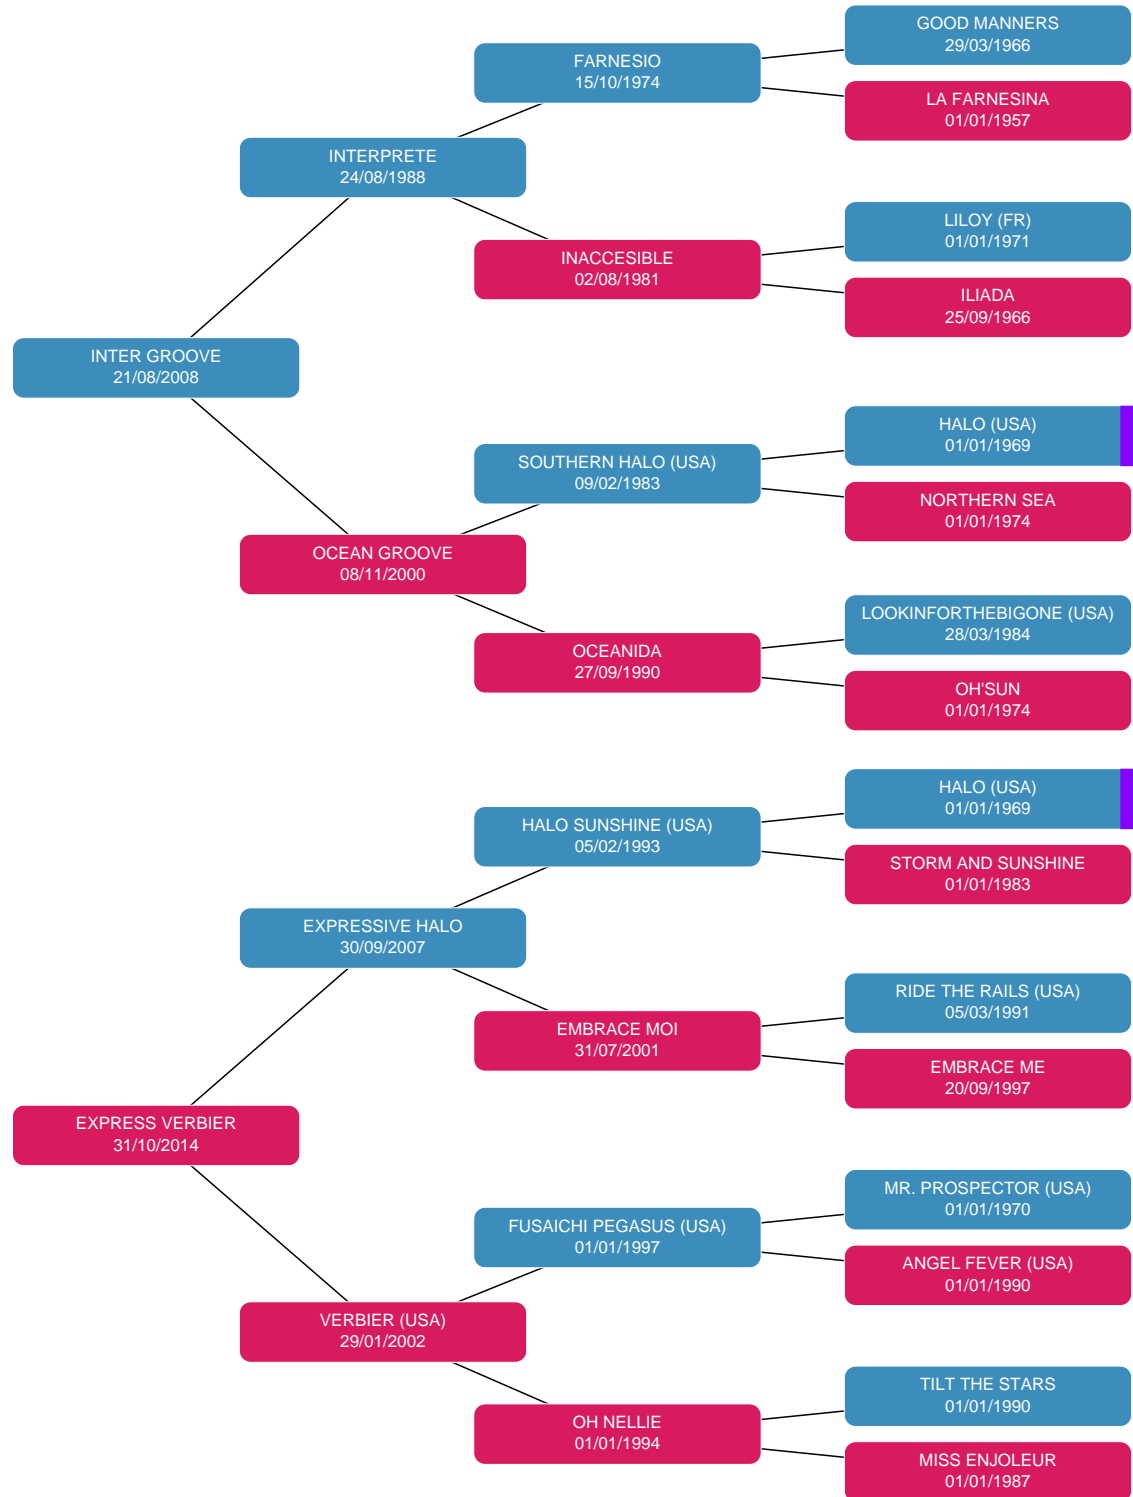 GOOD MANNERS
29/03/1966
FARNESIO
15/10/1974
LA FARNESINA
01/01/1957
INTERPRETE
24/08/1988
LILOY (FR)
01/01/1971
INACCESIBLE
02/08/1981
ILIADA
25/09/1966
INTER GROOVE
21/08/2008
HALO (USA)
01/01/1969
SOUTHERN HALO (USA)
09/02/1983
NORTHERN SEA
01/01/1974
OCEAN GROOVE
08/11/2000
LOOKINFORTHEBIGONE (USA)
28/03/1984
OCEANIDA
27/09/1990
OH'SUN
01/01/1974
HALO (USA)
01/01/1969
HALO SUNSHINE (USA)
05/02/1993
STORM AND SUNSHINE
01/01/1983
EXPRESSIVE HALO
30/09/2007
RIDE THE RAILS (USA)
05/03/1991
EMBRACE MOI
31/07/2001
EMBRACE ME
20/09/1997
EXPRESS VERBIER
31/10/2014
MR. PROSPECTOR (USA)
01/01/1970
FUSAICHI PEGASUS (USA)
01/01/1997
ANGEL FEVER (USA)
01/01/1990
VERBIER (USA)
29/01/2002
TILT THE STARS
01/01/1990
OH NELLIE
01/01/1994
MISS ENJOLEUR
01/01/1987